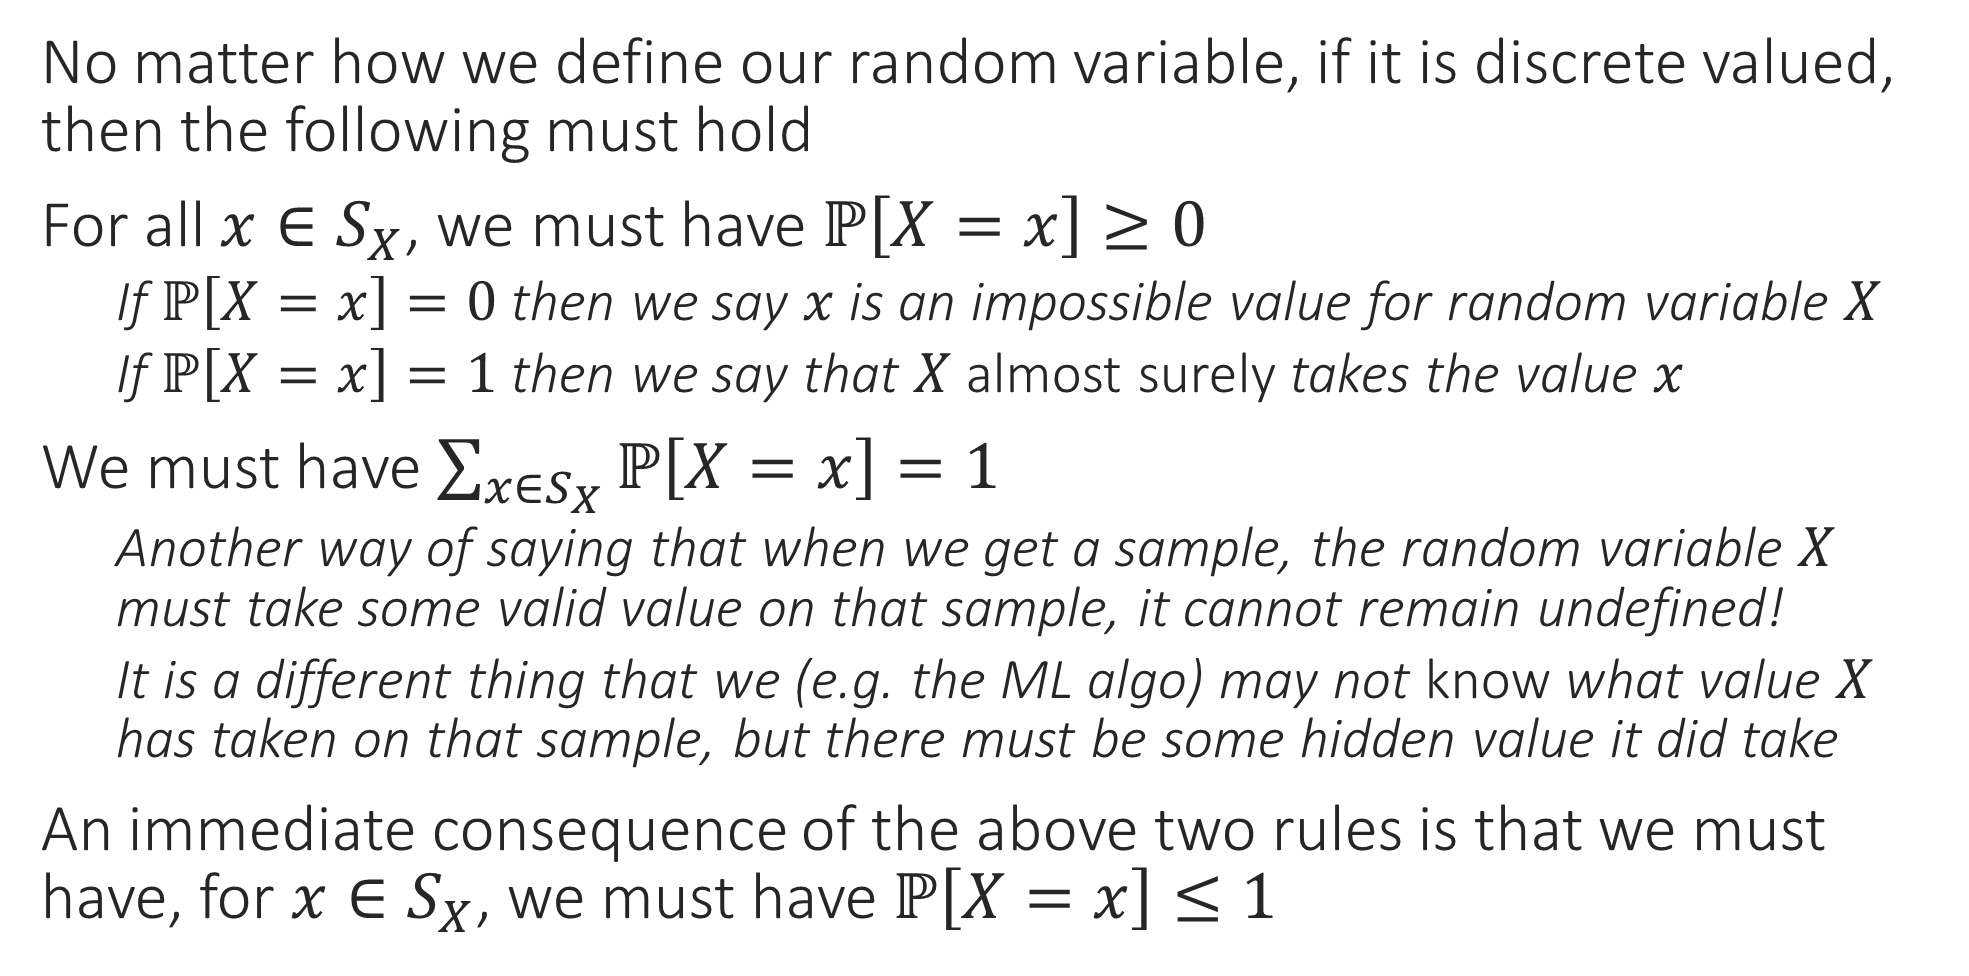 No matter how we define our random variable, if it is discrete valued,
then the following must hold
For all 𝑥 ∈ 𝑆_𝑋, we must have ℙ[𝑋 = 𝑥] ≥ 0
If ℙ[𝑋 = 𝑥] = 0 then we say 𝑥 is an impossible value for random variable 𝑋
If ℙ[𝑋 = 𝑥] = 1 then we say that 𝑋 almost surely takes the value 𝑥
We must have ∑_{𝑥∈𝑆_𝑋} ℙ[𝑋 = 𝑥] = 1
Another way of saying that when we get a sample, the random variable 𝑋
must take some valid value on that sample, it cannot remain undefined!
It is a different thing that we (e.g. the ML algo) may not know what value 𝑋
has taken on that sample, but there must be some hidden value it did take
An immediate consequence of the above two rules is that we must
have, for 𝑥 ∈ 𝑆_𝑋, we must have ℙ[𝑋 = 𝑥] ≤ 1